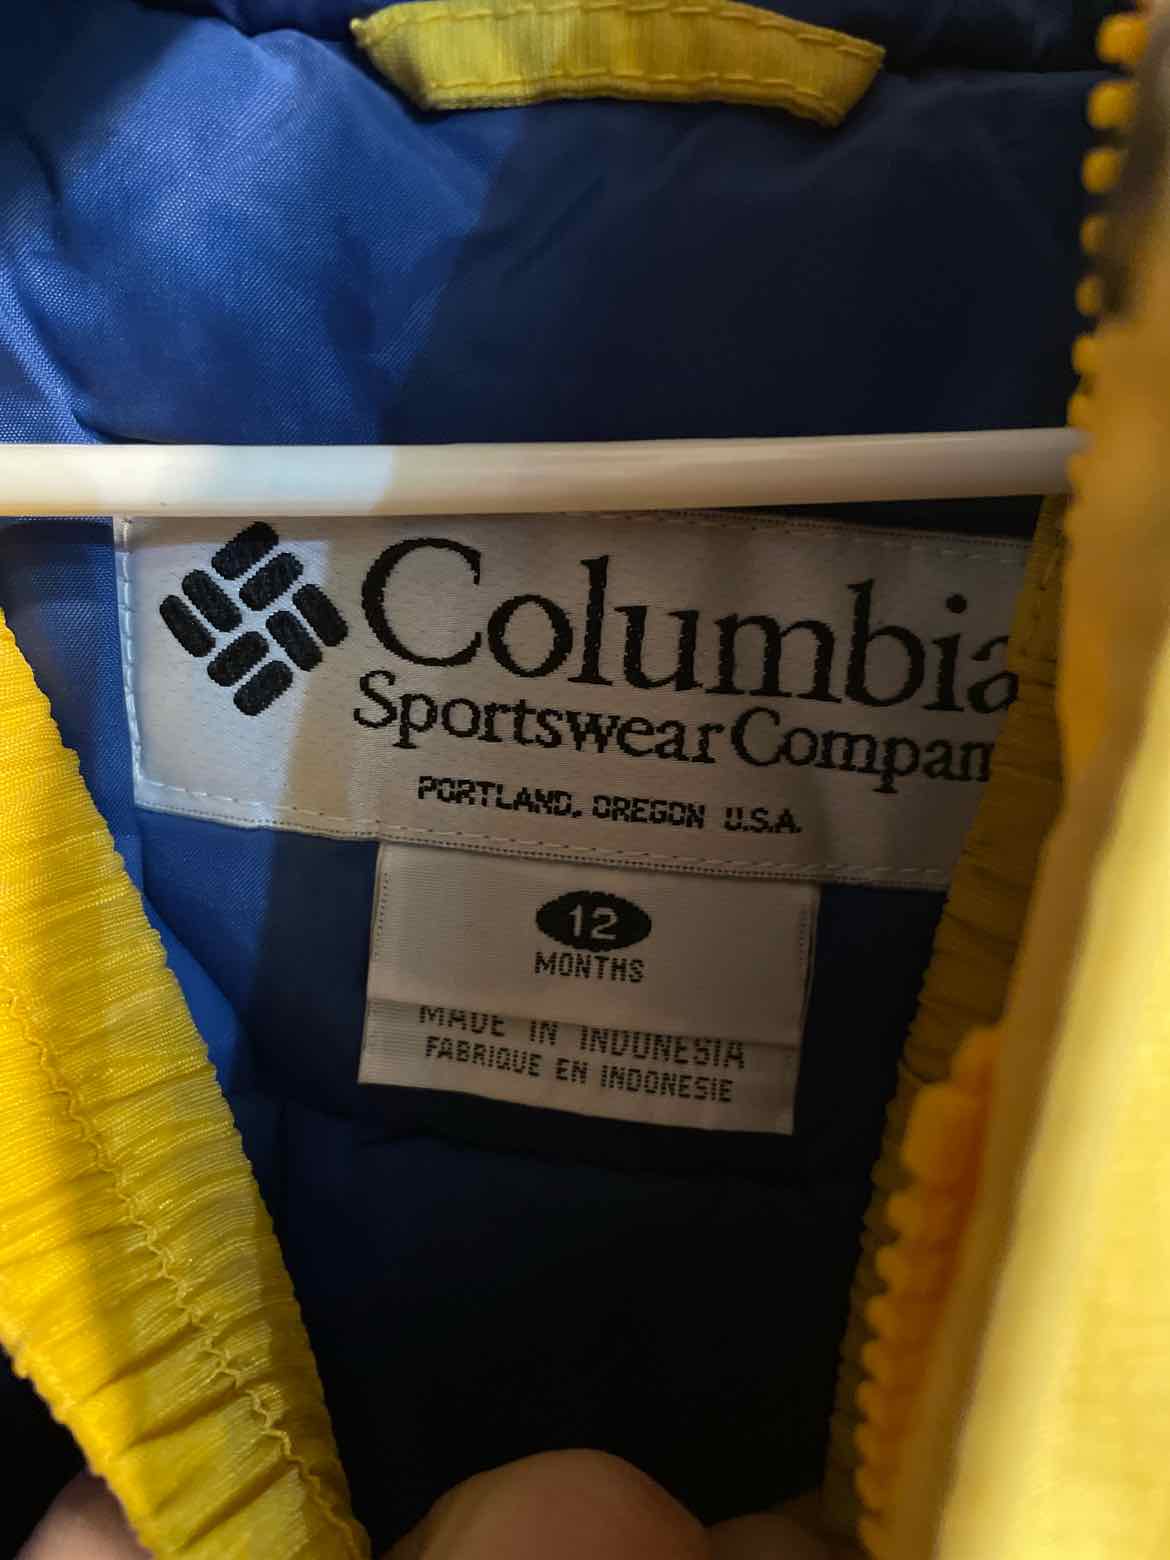 Columbia
Sportswear Compan
PORTLAND, OREGON U.S.A.
12
MONTHS
MADE IN INDONESIA
FABRIQUE EN INDONESIE